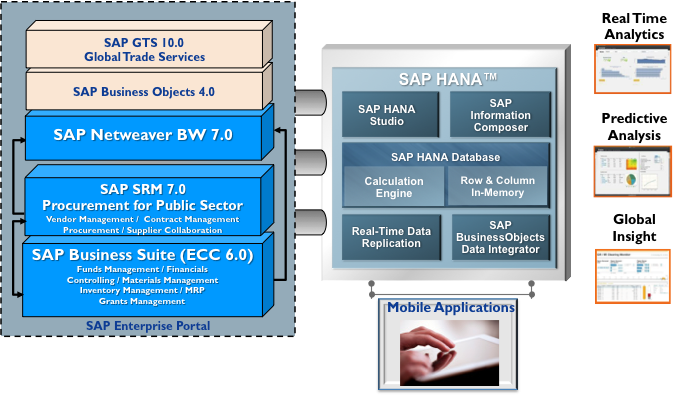 SAP GTS 10.0
Global Trade Services
SAP Business Objects 4.0
SAP Netweaver BW 7.0
SAP SRM 7.0
Procurement for Public Sector
Vendor Management / Contract Management
Procurement / Supplier Collaboration
SAP Business Suite (ECC 6.0)
Funds Management / Financials
Controlling / Materials Management
Inventory Management / MRP
Grants Management
SAP Enterprise Portal
SAP HANA™
SAP HANA
Studio
SAP
Information
Composer
SAP HANA Database
Calculation
Engine
Row & Column
In-Memory
Real-Time Data
Replication
SAP
BusinessObjects
Data Integrator
Mobile Applications
Real Time
Analytics
Predictive
Analysis
Global
Insight